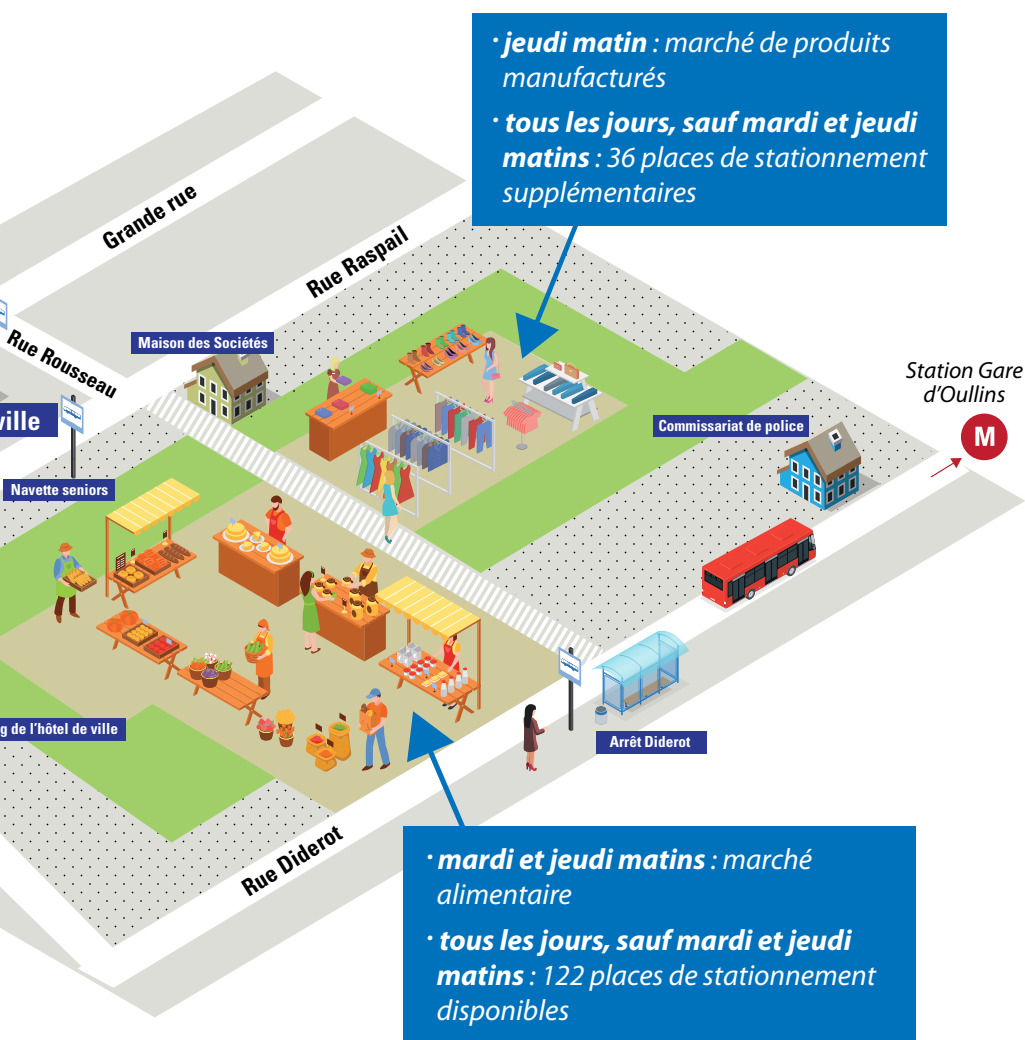 · jeudi matin : marché de produits
manufacturés
· tous les jours, sauf mardi et jeudi
matins : 36 places de stationnement
supplémentaires
Grande rue
Rue Raspail
Rue Rousseau
Maison des Sociétés
Station Gare
d’Oullins
M
ville
Commissariat de police
Navette seniors
g de l’hôtel de ville
Arrêt Diderot
Rue Diderot
· mardi et jeudi matins : marché
alimentaire
· tous les jours, sauf mardi et jeudi
matins : 122 places de stationnement
disponibles